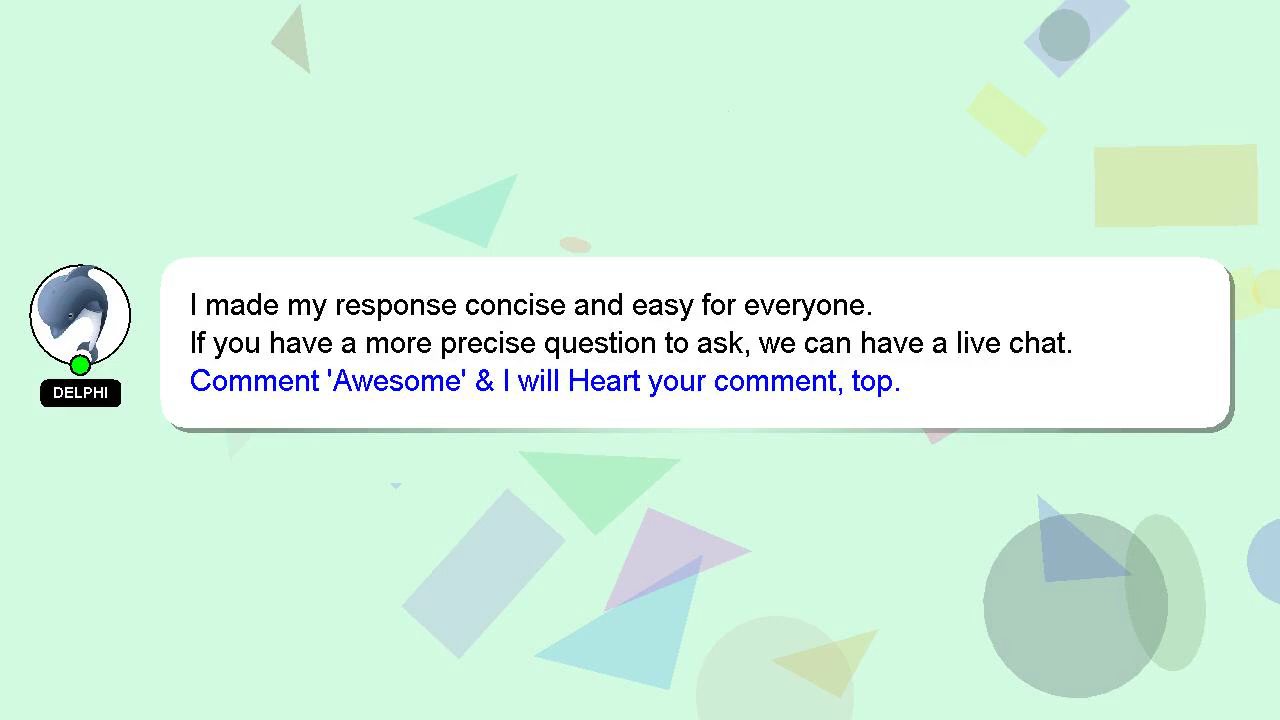 I made my response concise and easy for everyone.
If you have a more precise question to ask, we can have a live chat.
Comment 'Awesome' & I will Heart your comment, top.
DELPHI